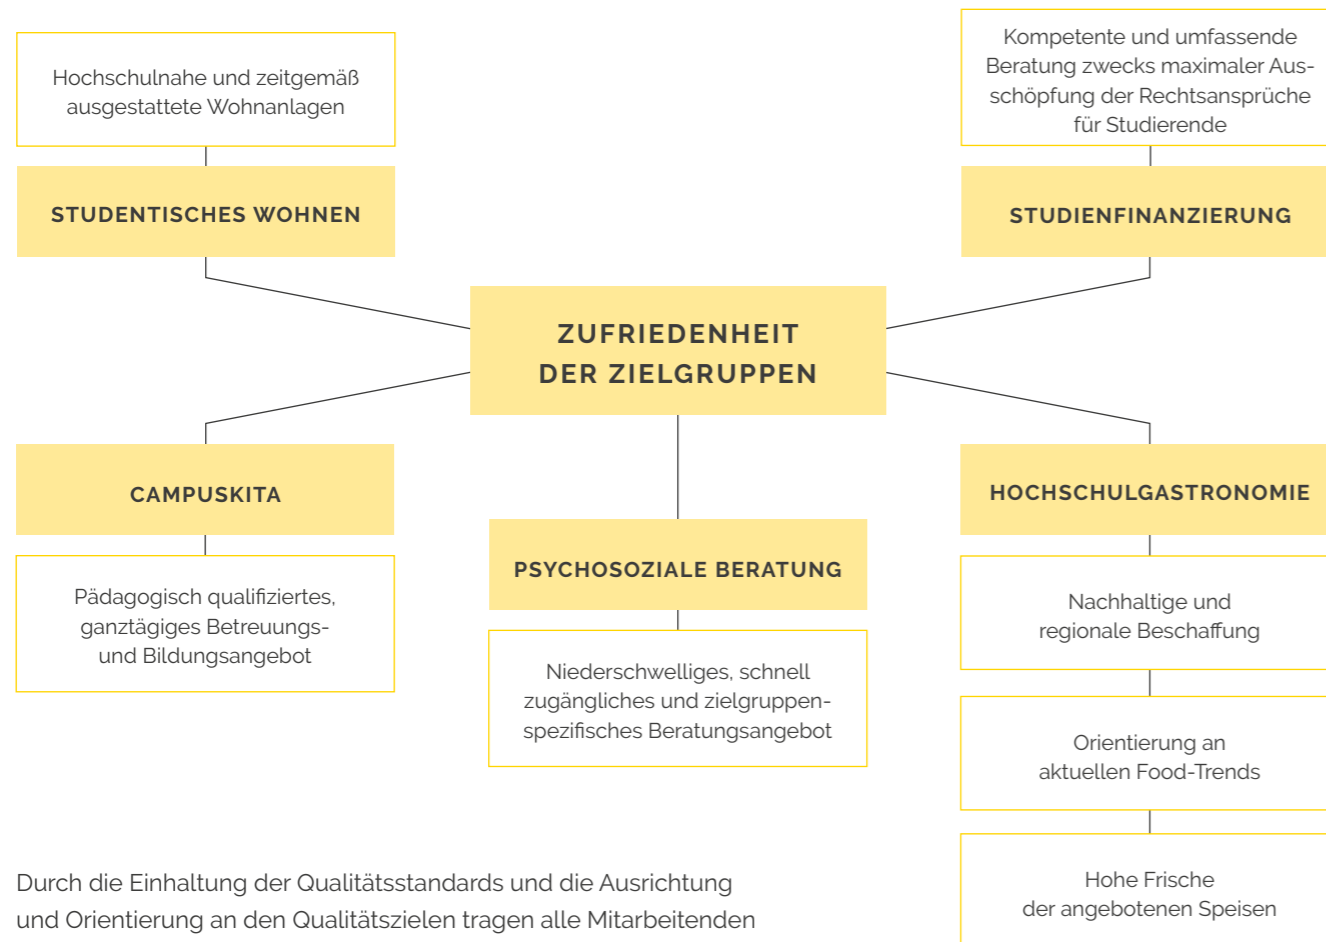 Hochschulnahe und zeitgemäß
ausgestattete Wohnanlagen
STUDENTISCHES WOHNEN
Kompetente und umfassende
Beratung zwecks maximaler Aus-
schöpfung der Rechtsansprüche
für Studierende
STUDIENFINANZIERUNG
ZUFRIEDENHEIT
DER ZIELGRUPPEN
CAMPUSKITA
Pädagogisch qualifiziertes,
ganztägiges Betreuungs-
und Bildungsangebot
PSYCHOSOZIALE BERATUNG
Niederschwelliges, schnell
zugängliches und zielgruppen-
spezifisches Beratungsangebot
HOCHSCHULGASTRONOMIE
Nachhaltige und
regionale Beschaffung
Orientierung an
aktuellen Food-Trends
Hohe Frische
der angebotenen Speisen
Durch die Einhaltung der Qualitätsstandards und die Ausrichtung
und Orientierung an den Qualitätszielen tragen alle Mitarbeitenden